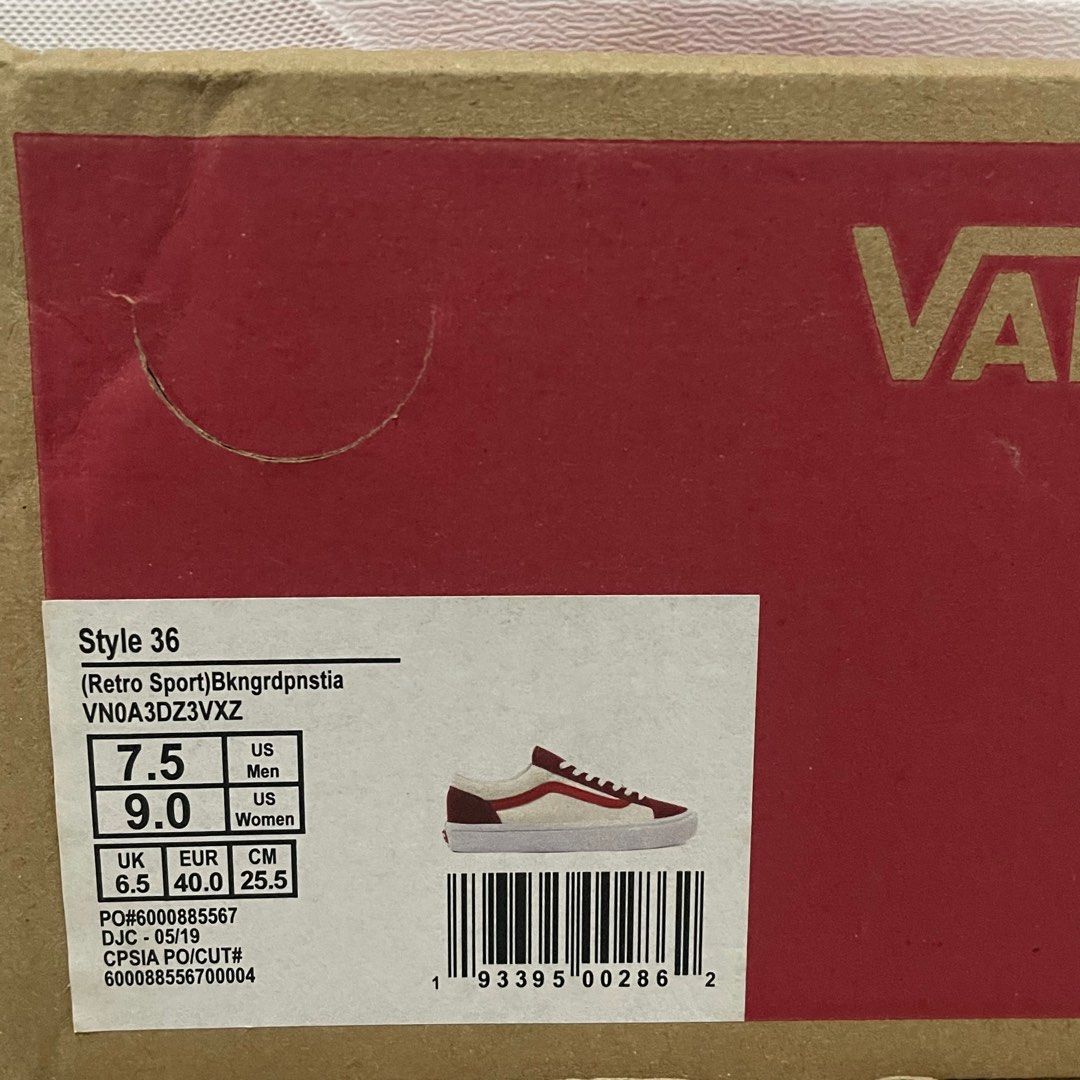 VAN
Style 36
(Retro Sport)Bkngrdpnstia
VN0A3DZ3VXZ
7.5 US Men
9.0 US Women
UK EUR CM
6.5 40.0 25.5
PO#6000885567
DJC - 05/19
CPSIA PO/CUT#
600088556700004
1 93395 00286 2